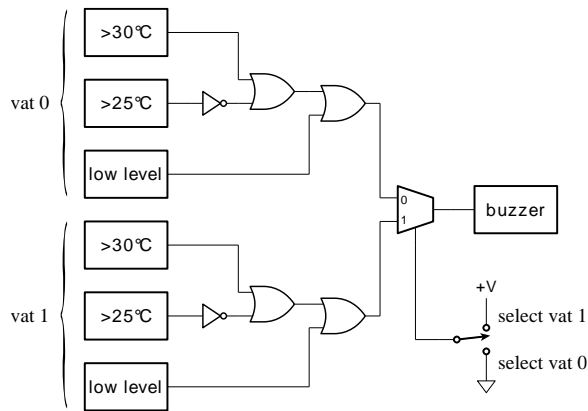 >30°C
>25°C
vat 0
low level
0
1
buzzer
>30°C
>25°C
vat 1
low level
+V
select vat 1
select vat 0